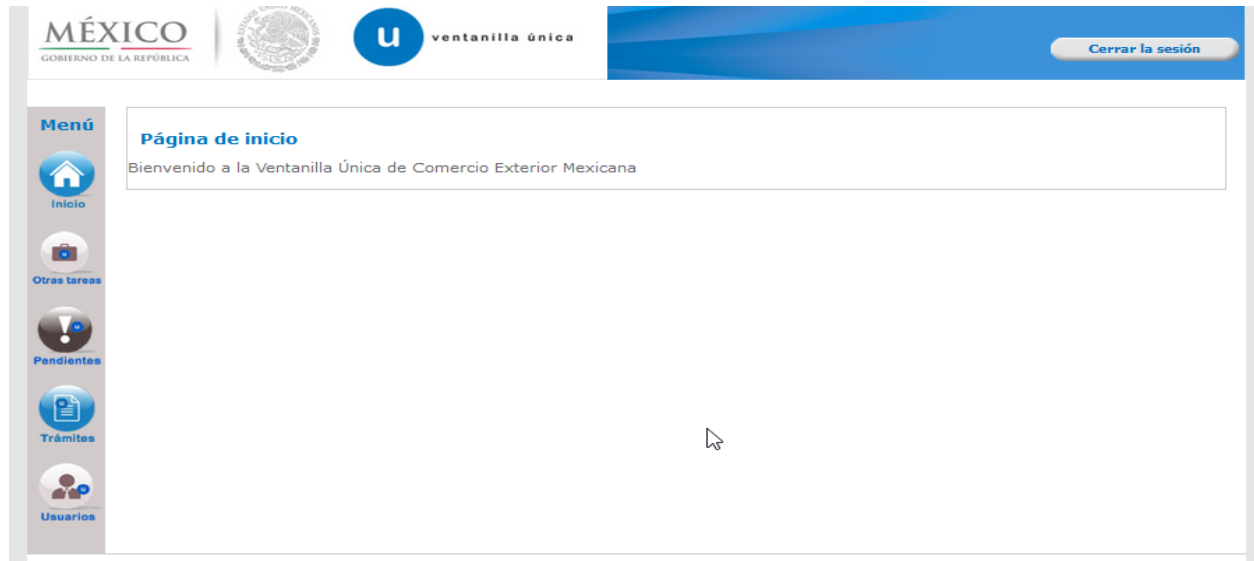 MÉXICO
GOBIERNO DE LA REPÚBLICA
u ventanilla única
Cerrar la sesión
Menú
Página de inicio
Bienvenido a la Ventanilla Única de Comercio Exterior Mexicana
Inicio
Otras tareas
Pendientes
Trámites
Usuarios